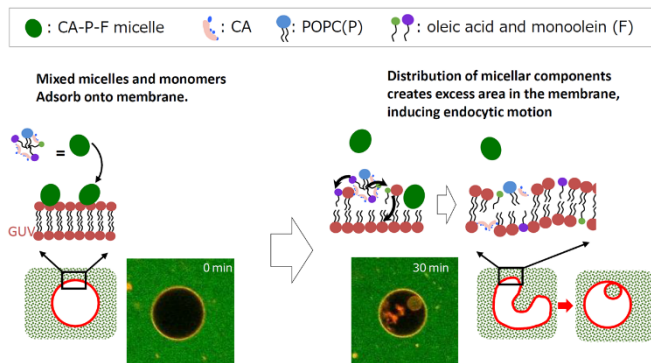 : CA-P-F micelle : CA : POPC(P) : oleic acid and monoolein (F)
Mixed micelles and monomers
Adsorb onto membrane.
Distribution of micellar components
creates excess area in the membrane,
inducing endocytic motion
=
GUV
0 min
30 min